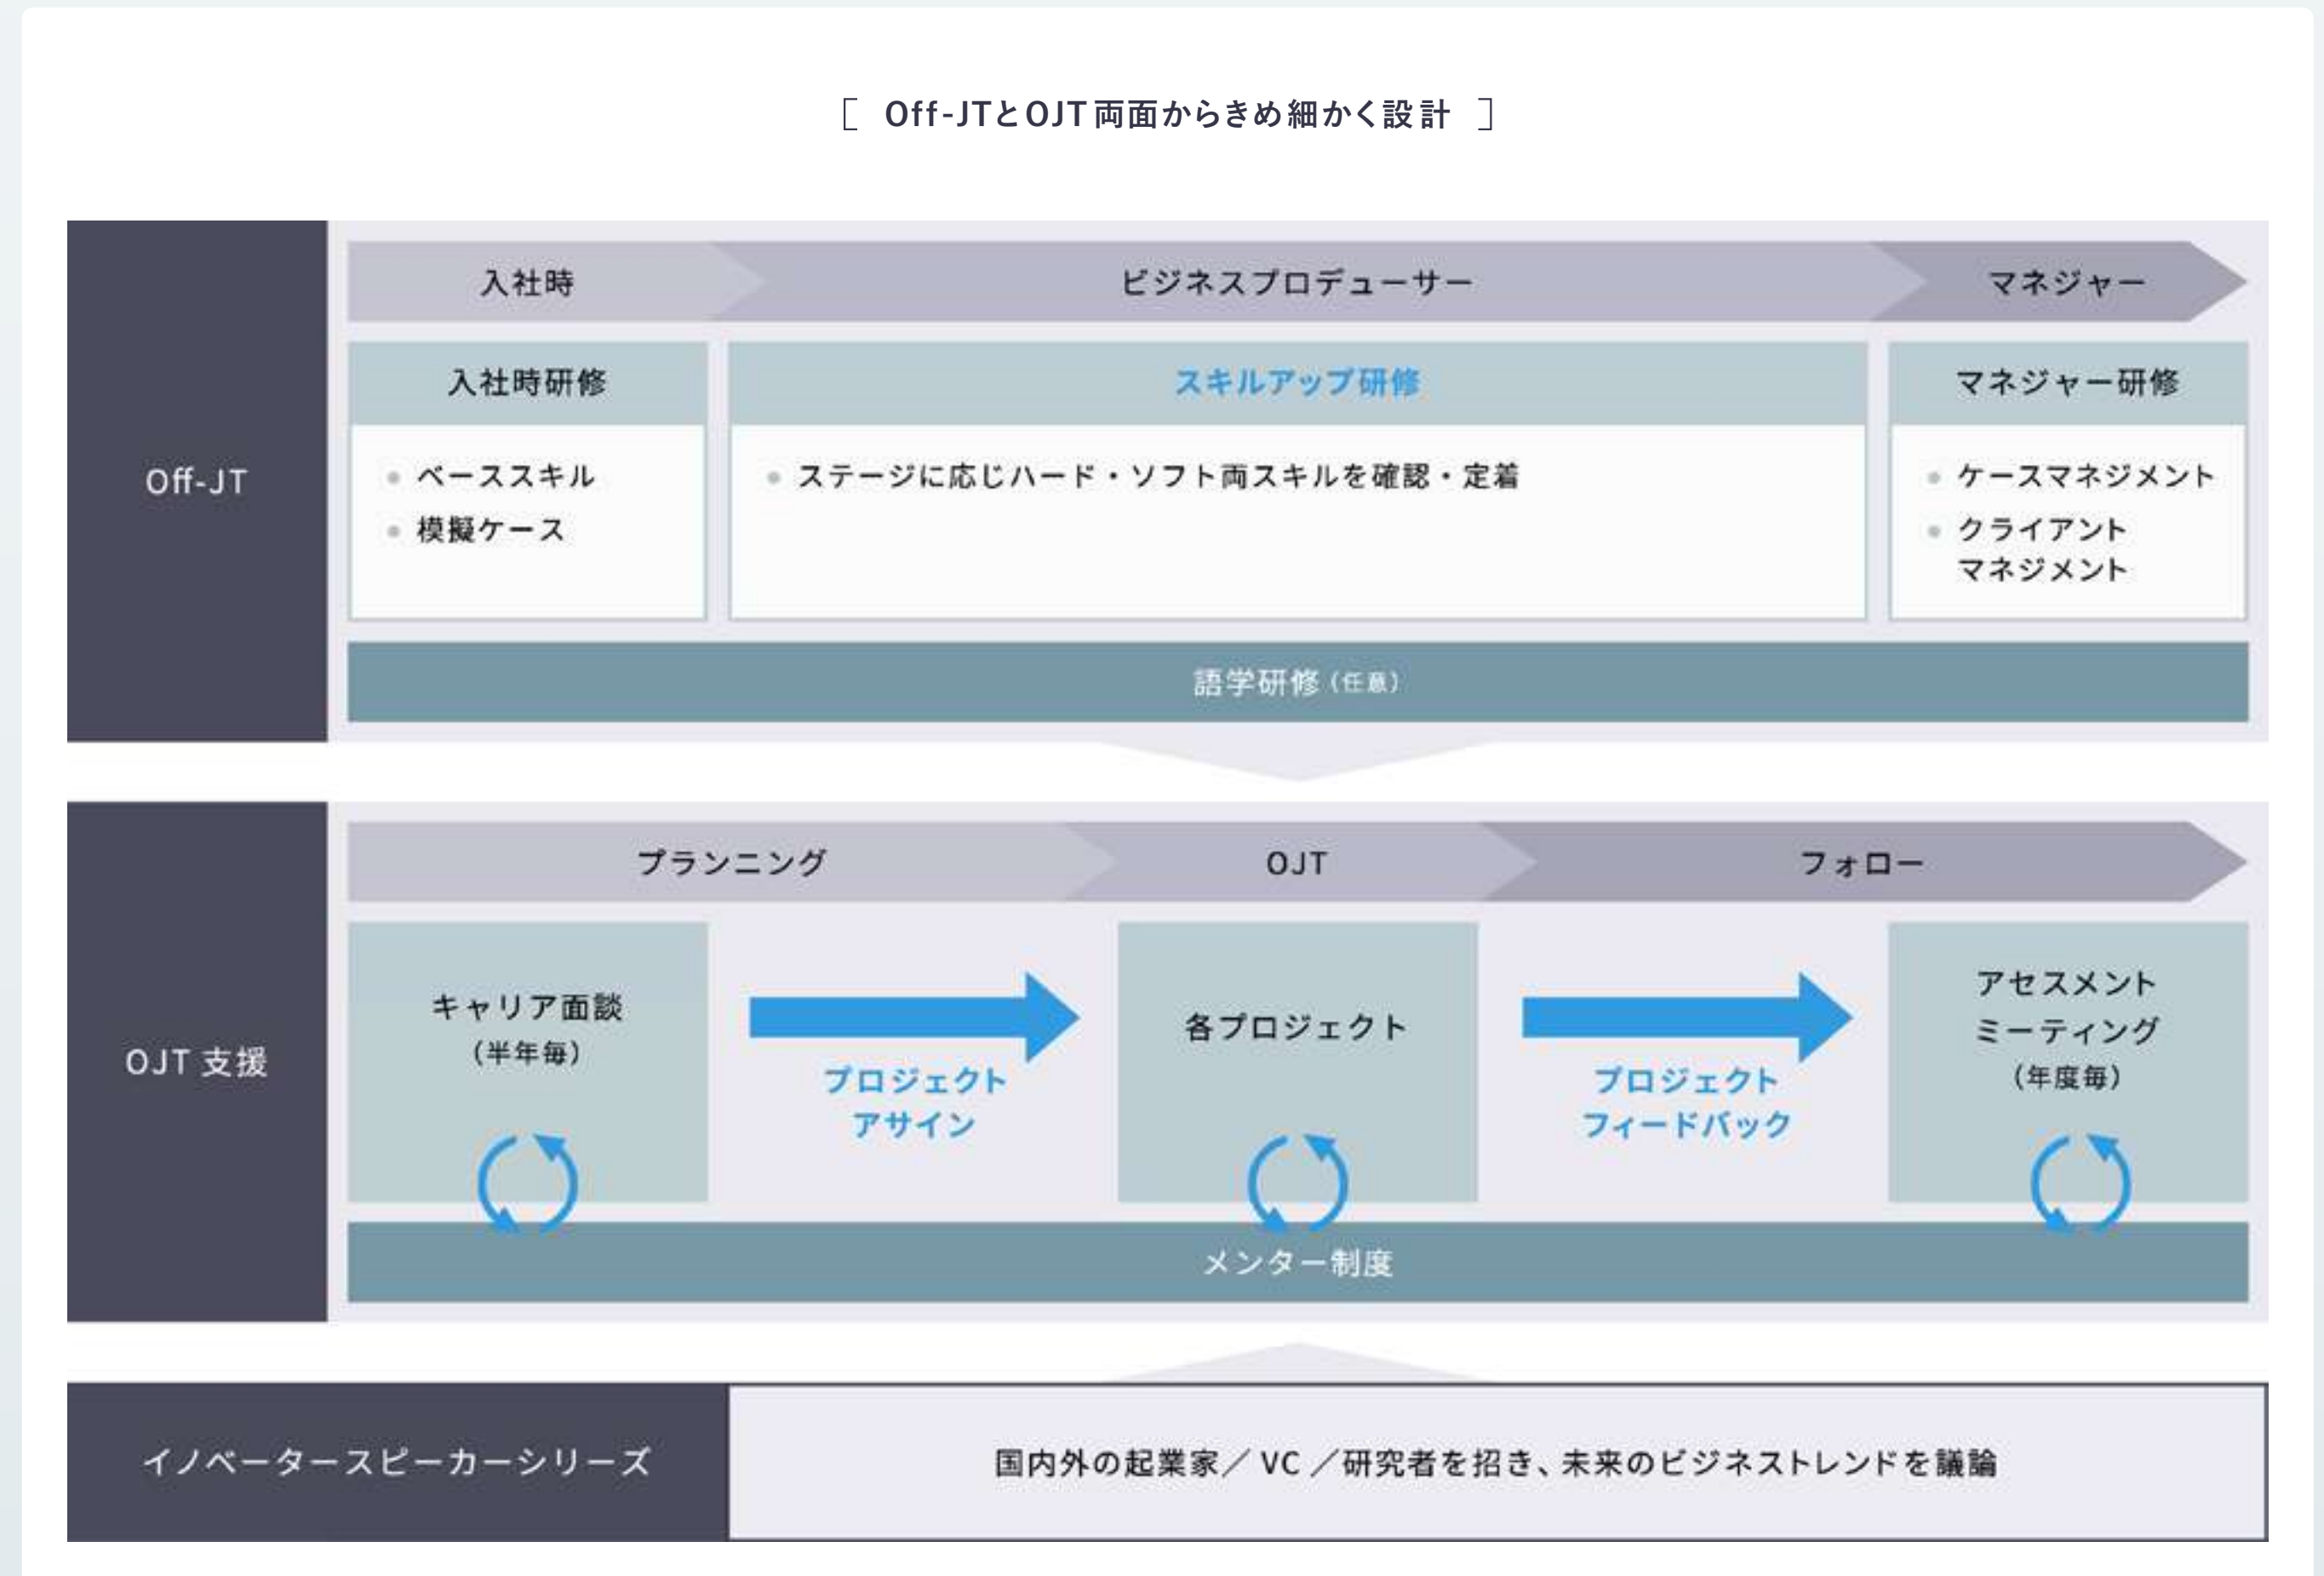 [ Off-JTとOJT両面からきめ細かく設計 ]
Off-JT
入社時
ビジネスプロデューサー
マネジャー
入社時研修
• ベーススキル
• 模擬ケース
スキルアップ研修
• ステージに応じハード・ソフト両スキルを確認・定着
マネジャー研修
• ケースマネジメント
• クライアント
マネジメント
語学研修（任意）
OJT 支援
プランニング
OJT
フォロー
キャリア面談
（半年毎）
プロジェクト
アサイン
各プロジェクト
プロジェクト
フィードバック
アセスメント
ミーティング
（年度毎）
メンター制度
イノベータースピーカーシリーズ
国内外の起業家／VC／研究者を招き、未来のビジネストレンドを議論